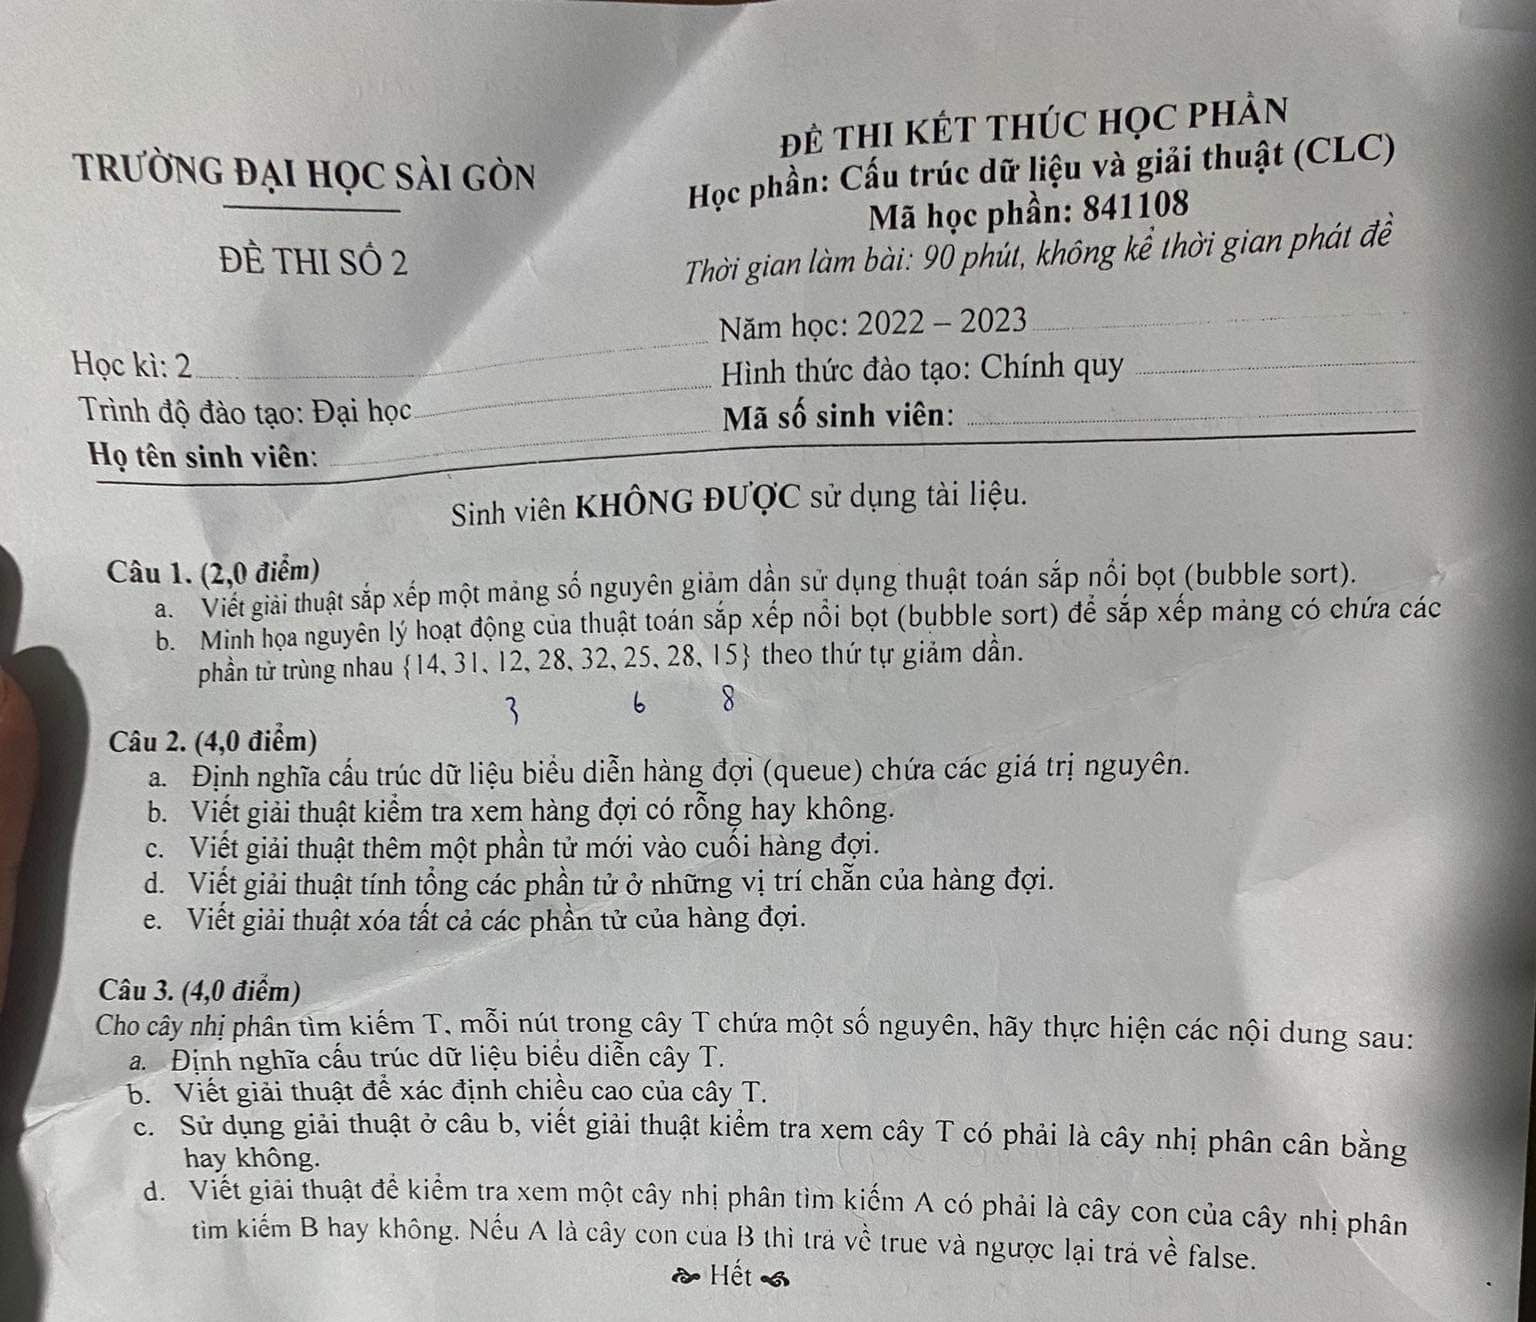 TRƯỜNG ĐẠI HỌC SÀI GÒN
ĐỀ THI SỐ 2
ĐỀ THI KẾT THÚC HỌC PHẦN
Học phần: Cấu trúc dữ liệu và giải thuật (CLC)
Mã học phần: 841108
Thời gian làm bài: 90 phút, không kể thời gian phát đề
Học kì: 2
Năm học: 2022 – 2023
Trình độ đào tạo: Đại học
Hình thức đào tạo: Chính quy
Họ tên sinh viên:
Mã số sinh viên:
Sinh viên KHÔNG ĐƯỢC sử dụng tài liệu.
Câu 1. (2,0 điểm)
a. Viết giải thuật sắp xếp một mảng số nguyên giảm dần sử dụng thuật toán sắp nổi bọt (bubble sort).
b. Minh họa nguyên lý hoạt động của thuật toán sắp xếp nổi bọt (bubble sort) để sắp xếp mảng có chứa các
phần tử trùng nhau {14, 31, 12, 28, 32, 25, 28, 15} theo thứ tự giảm dần.
3 6 8
Câu 2. (4,0 điểm)
a. Định nghĩa cấu trúc dữ liệu biểu diễn hàng đợi (queue) chứa các giá trị nguyên.
b. Viết giải thuật kiểm tra xem hàng đợi có rỗng hay không.
c. Viết giải thuật thêm một phần tử mới vào cuối hàng đợi.
d. Viết giải thuật tính tổng các phần tử ở những vị trí chẵn của hàng đợi.
e. Viết giải thuật xóa tất cả các phần tử của hàng đợi.
Câu 3. (4,0 điểm)
Cho cây nhị phân tìm kiếm T, mỗi nút trong cây T chứa một số nguyên, hãy thực hiện các nội dung sau:
a. Định nghĩa cấu trúc dữ liệu biểu diễn cây T.
b. Viết giải thuật để xác định chiều cao của cây T.
c. Sử dụng giải thuật ở câu b, viết giải thuật kiểm tra xem cây T có phải là cây nhị phân cân bằng
hay không.
d. Viết giải thuật để kiểm tra xem một cây nhị phân tìm kiếm A có phải là cây con của cây nhị phân
tìm kiếm B hay không. Nếu A là cây con của B thì trả về true và ngược lại trả về false.
Hết